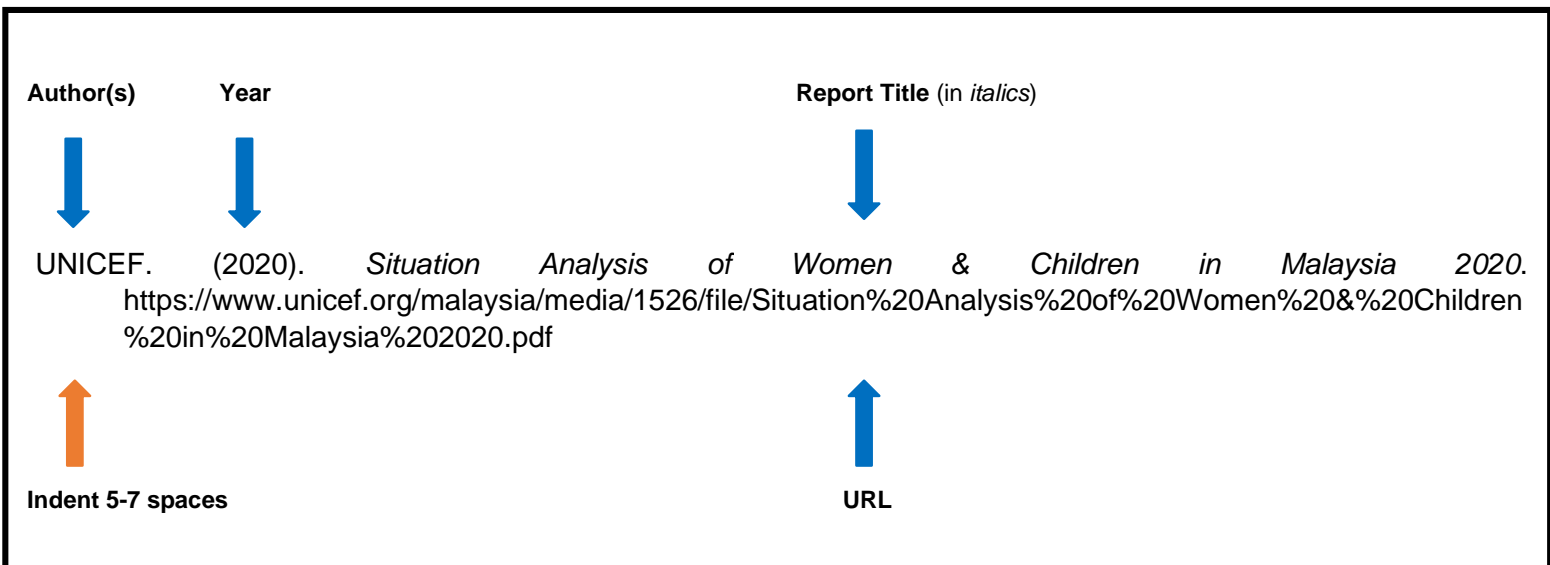 Author(s) Year Report Title (in italics)
UNICEF. (2020). Situation Analysis of Women & Children in Malaysia 2020.
https://www.unicef.org/malaysia/media/1526/file/Situation%20Analysis%20of%20Women%20&%20Children
%20in%20Malaysia%202020.pdf
Indent 5-7 spaces URL